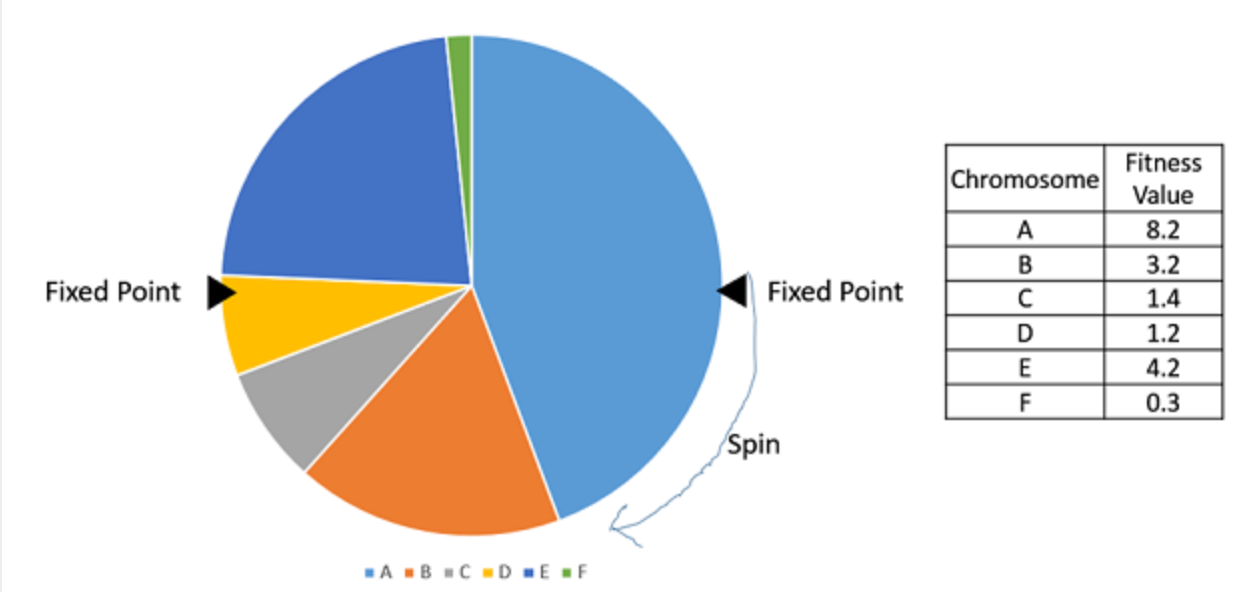 Fixed Point
Fixed Point
Spin
A B C D E F
Chromosome Fitness Value
A 8.2
B 3.2
C 1.4
D 1.2
E 4.2
F 0.3